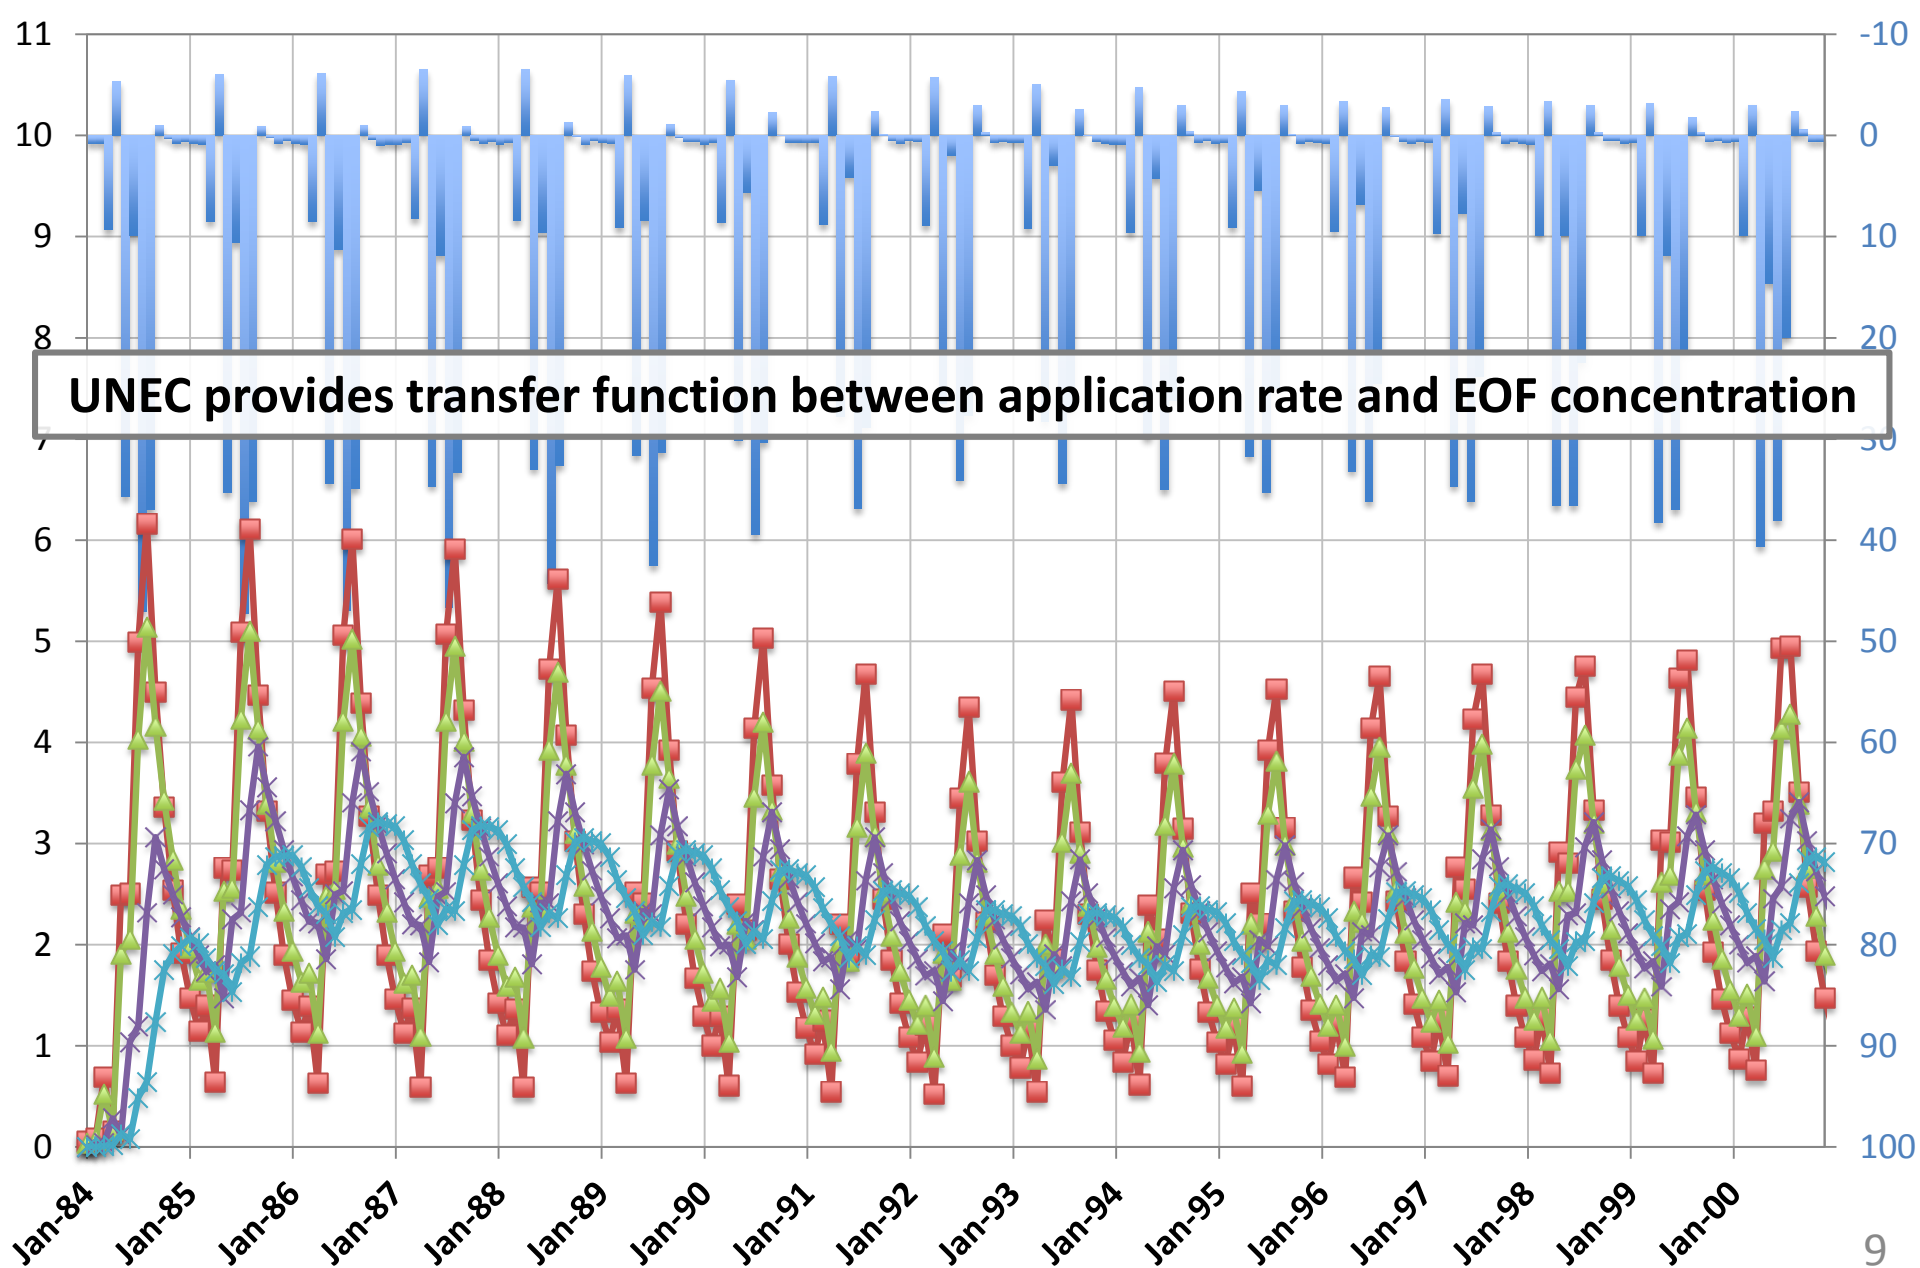 11
-10
10
0
9
10
8
20
UNEC provides transfer function between application rate and EOF concentration
7
30
6
40
5
50
4
60
3
70
2
80
1
90
0
100
Jan-84
Jan-85
Jan-86
Jan-87
Jan-88
Jan-89
Jan-90
Jan-91
Jan-92
Jan-93
Jan-94
Jan-95
Jan-96
Jan-97
Jan-98
Jan-99
Jan-00
9